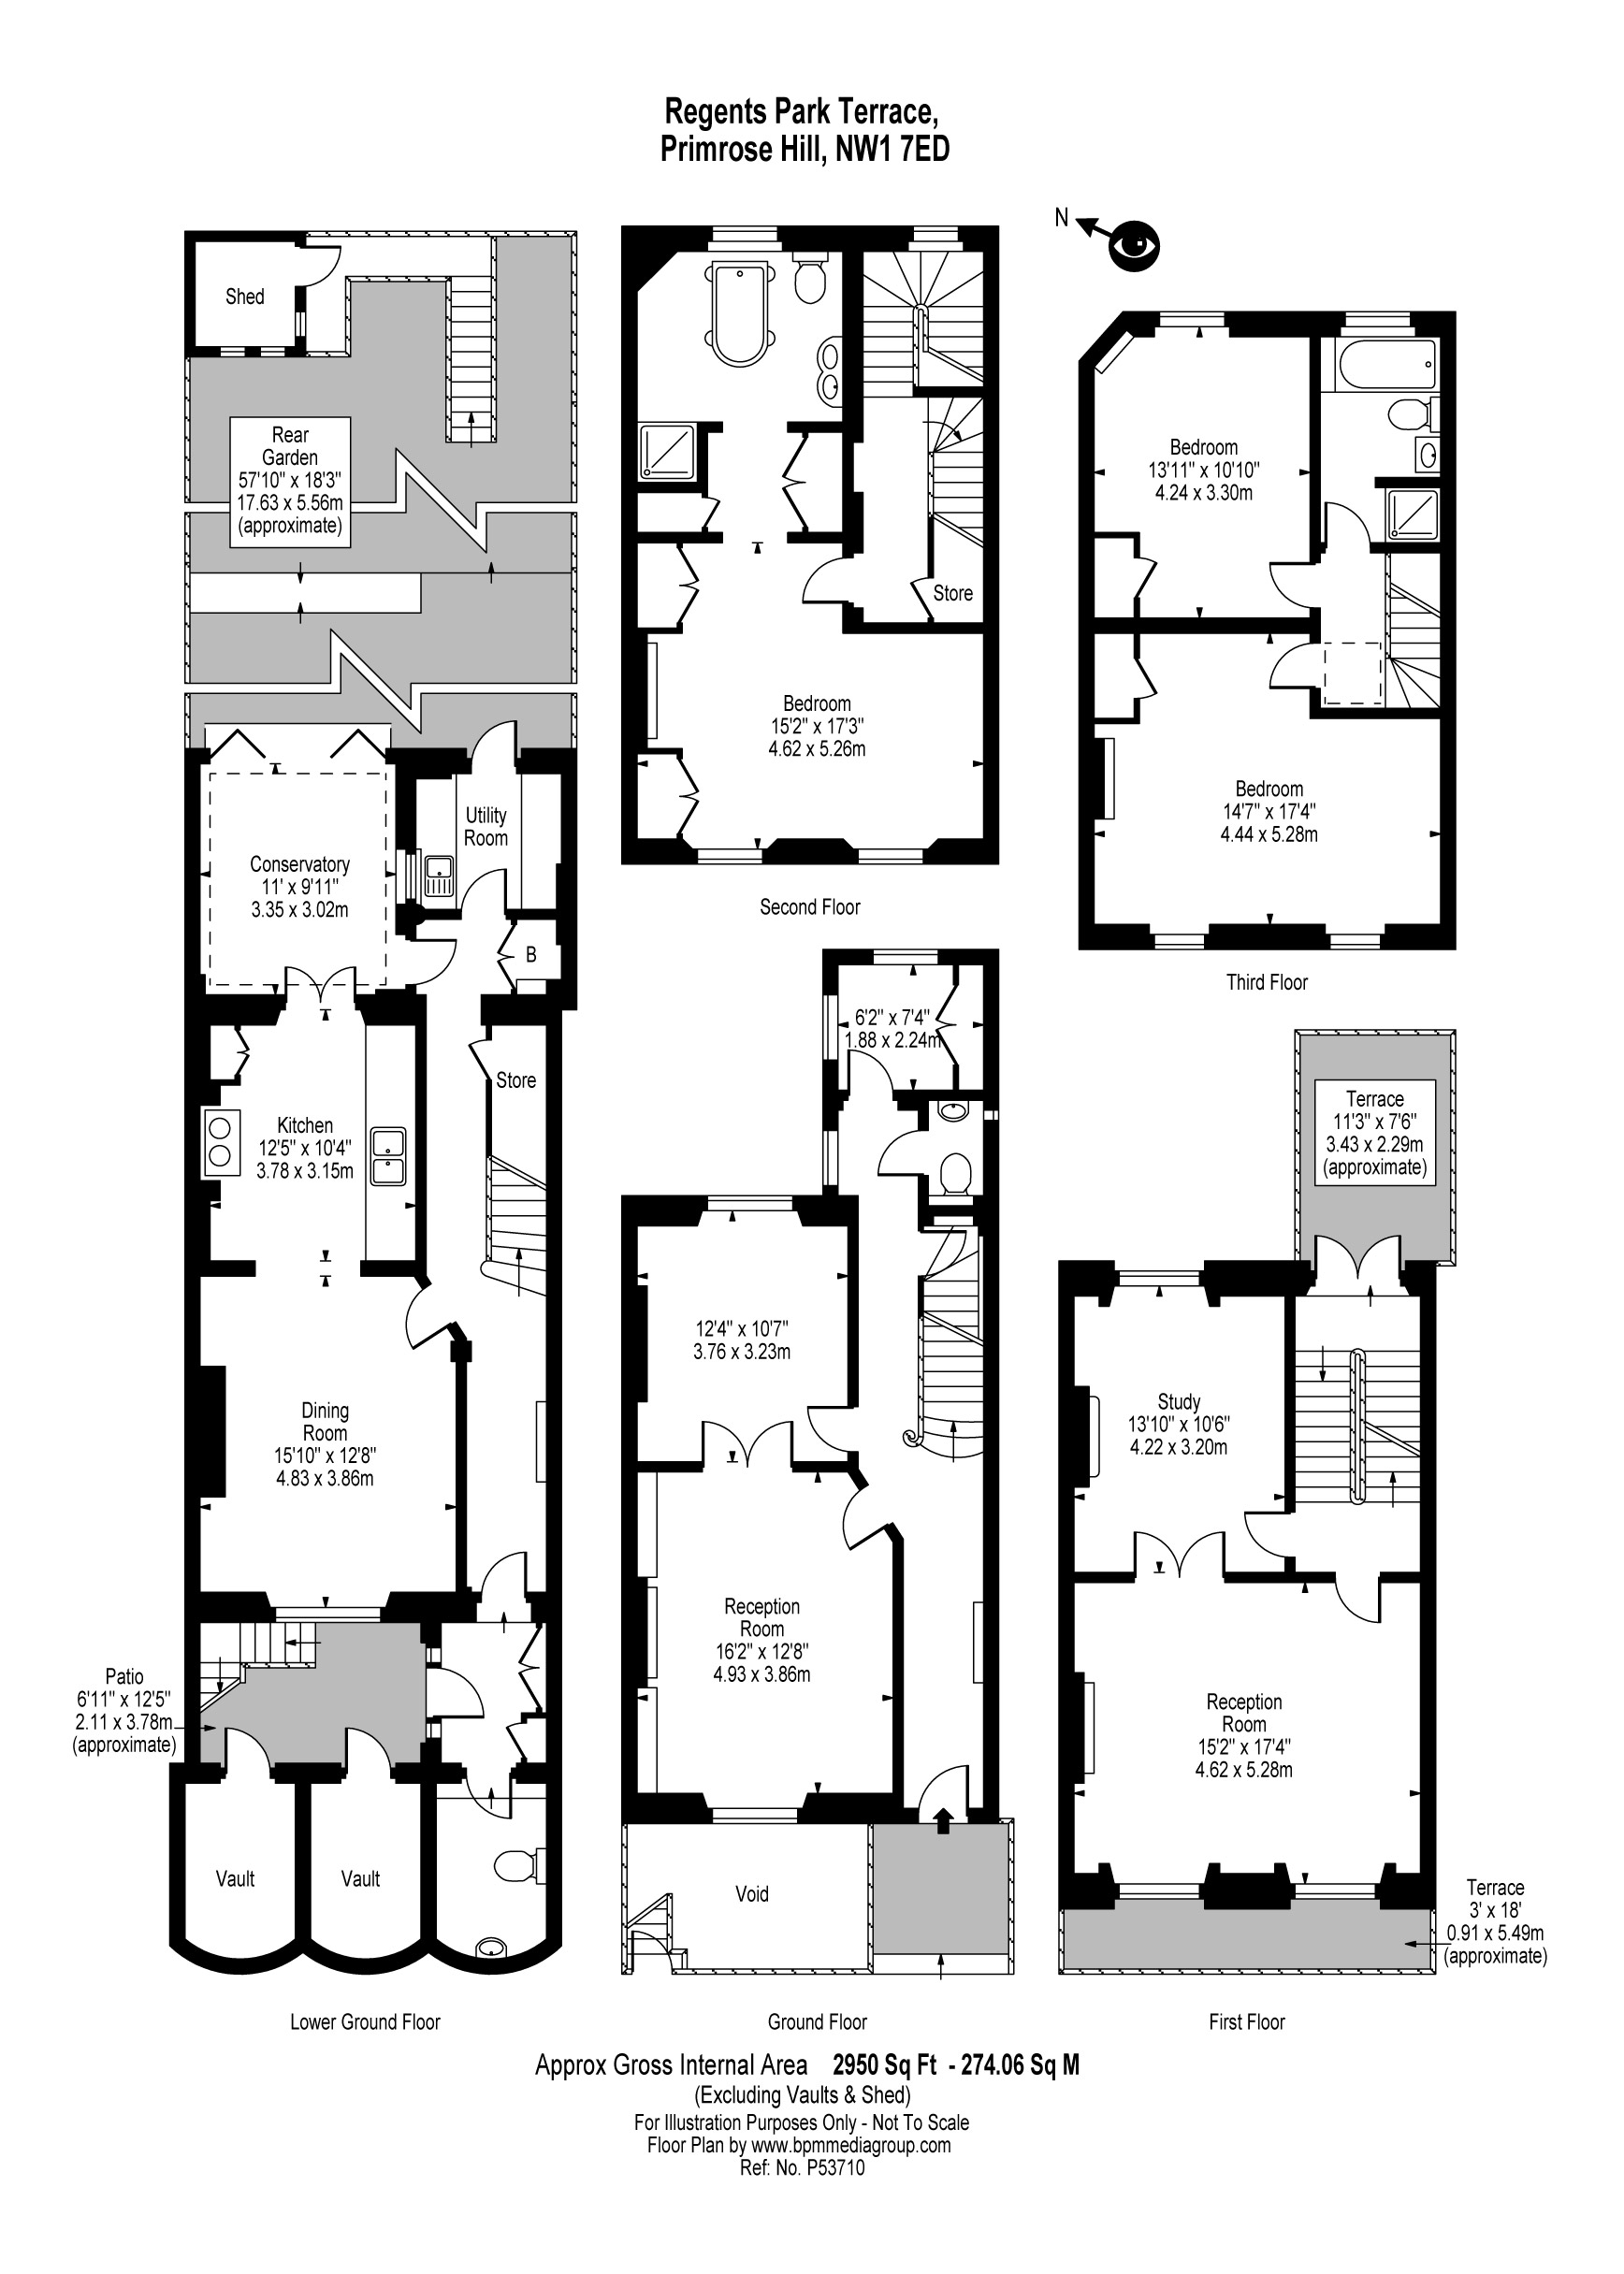 Regents Park Terrace,
Primrose Hill, NW1 7ED
N
Shed
Rear
Garden
57'10" x 18'3"
17.63 x 5.56m
(approximate)
Utility
Room
Conservatory
11' x 9'11"
3.35 x 3.02m
B
Store
Kitchen
12'5" x 10'4"
3.78 x 3.15m
Dining
Room
15'10" x 12'8"
4.83 x 3.86m
Patio
6'11" x 12'5"
2.11 x 3.78m
(approximate)
Vault
Vault
Lower Ground Floor
Store
Bedroom
15'2" x 17'3"
4.62 x 5.26m
Second Floor
6'2" x 7'4"
1.88 x 2.24m
12'4" x 10'7"
3.76 x 3.23m
Reception
Room
16'2" x 12'8"
4.93 x 3.86m
Void
Ground Floor
Bedroom
13'11" x 10'10"
4.24 x 3.30m
Bedroom
14'7" x 17'4"
4.44 x 5.28m
Third Floor
Terrace
11'3" x 7'6"
3.43 x 2.29m
(approximate)
Study
13'10" x 10'6"
4.22 x 3.20m
Reception
Room
15'2" x 17'4"
4.62 x 5.28m
Terrace
3' x 18'
0.91 x 5.49m
(approximate)
First Floor
Approx Gross Internal Area 2950 Sq Ft - 274.06 Sq M
(Excluding Vaults & Shed)
For Illustration Purposes Only - Not To Scale
Floor Plan by www.bpmmediagroup.com
Ref: No. P53710